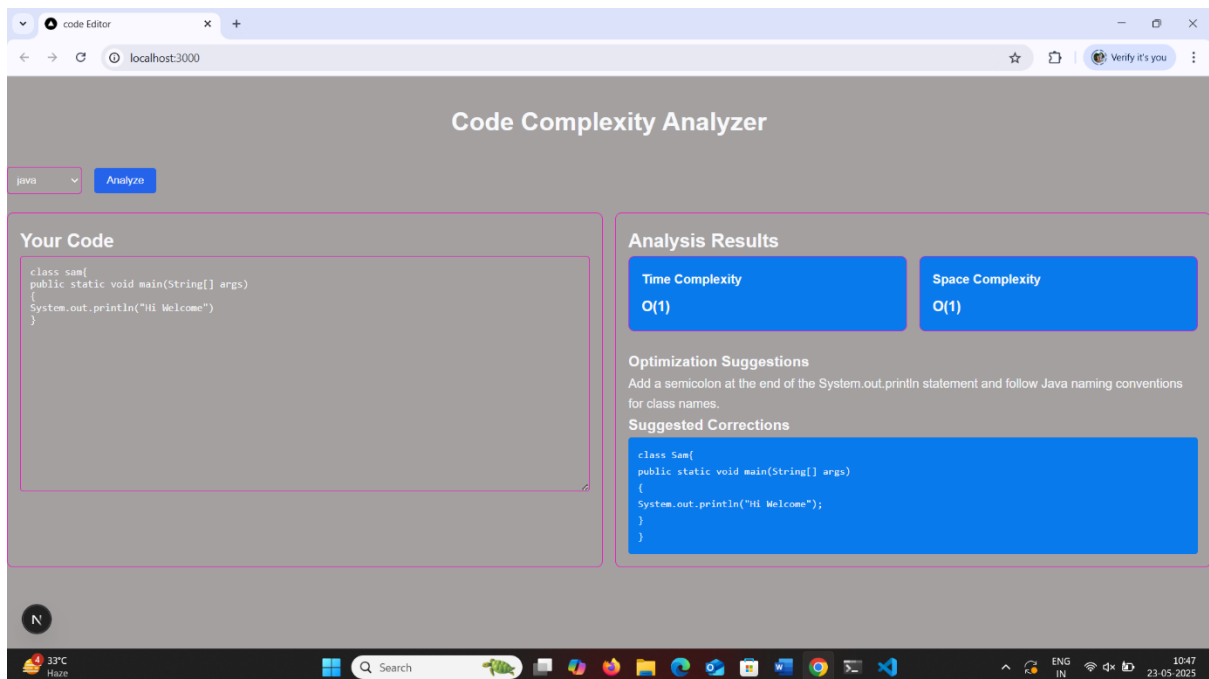 code Editor
localhost:3000
Verify it's you
Code Complexity Analyzer
java
Analyze
Your Code
class sam{
public static void main(String[] args)
{
System.out.println("Hi Welcome")
}
Analysis Results
Time Complexity
O(1)
Space Complexity
O(1)
Optimization Suggestions
Add a semicolon at the end of the System.out.println statement and follow Java naming conventions
for class names.
Suggested Corrections
class Sam{
public static void main(String[] args)
{
System.out.println("Hi Welcome");
}
}
N
4
33°C
Haze
Search
ENG
IN
10:47
23-05-2025